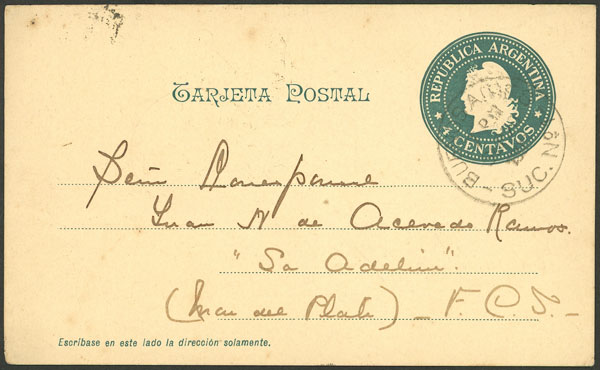 REPUBLICA ARGENTINA
4 CENTAVOS
TARJETA POSTAL
BU
SUC. Nº
Señor
Juan N de Acevedo Ramos.
"La Adelina".
(Mar del Plata) _ F. C. S. _
Escríbase en este lado la dirección solamente.